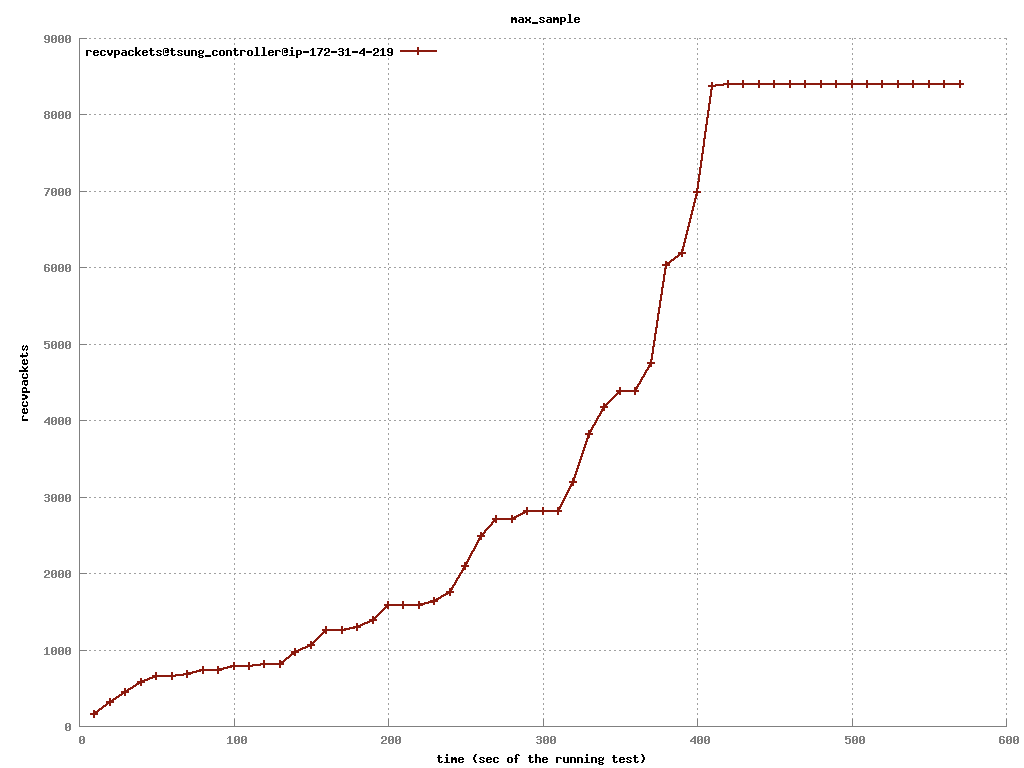 max_sample
recvpackets@tsung_controller@ip-172-31-4-219
9000
8000
7000
6000
5000
4000
3000
2000
1000
0
recvpackets
0 100 200 300 400 500 600
time (sec of the running test)